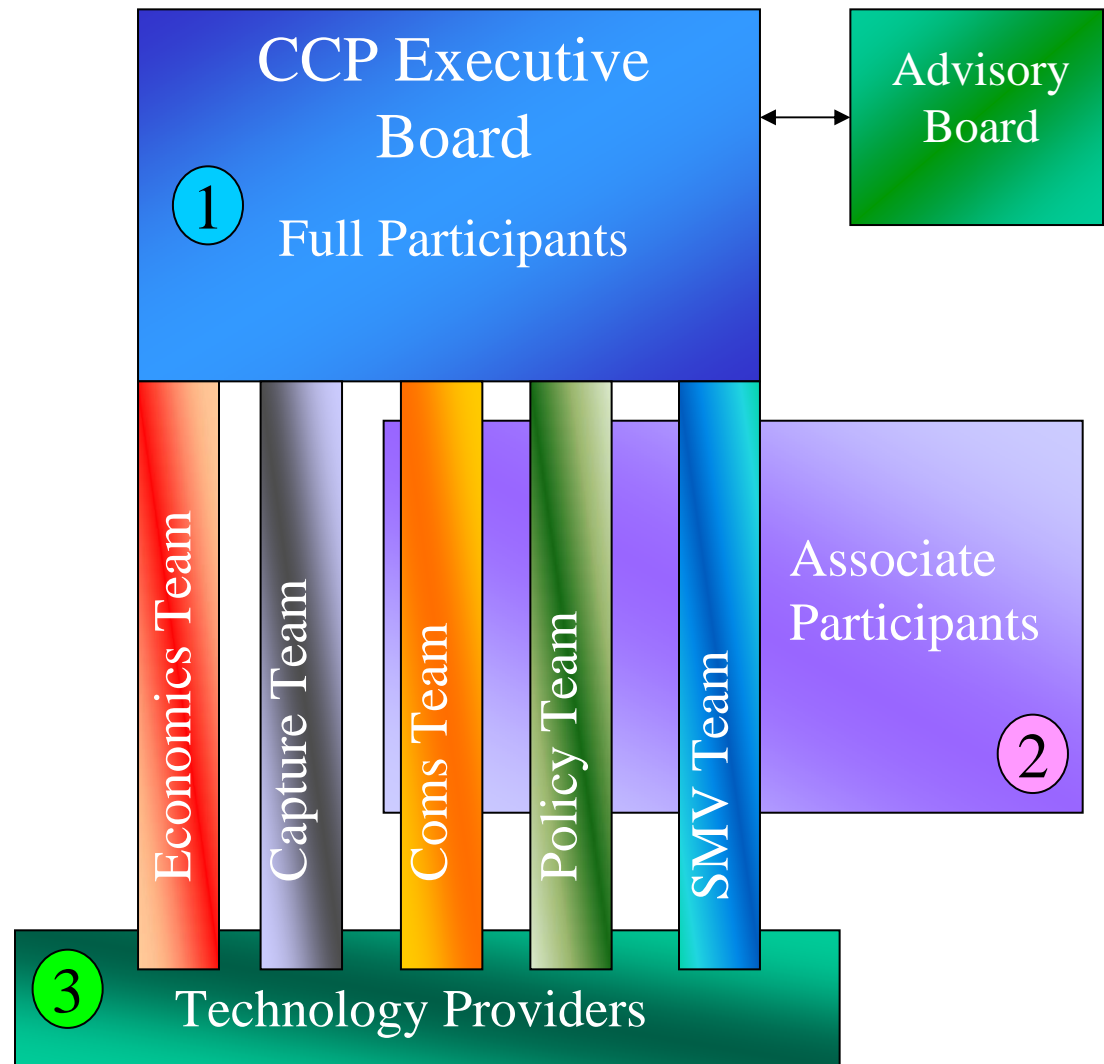 CCP Executive
Board
1
Full Participants
Advisory
Board
Economics Team
Capture Team
Coms Team
Policy Team
SMV Team
Associate
Participants
2
3
Technology Providers